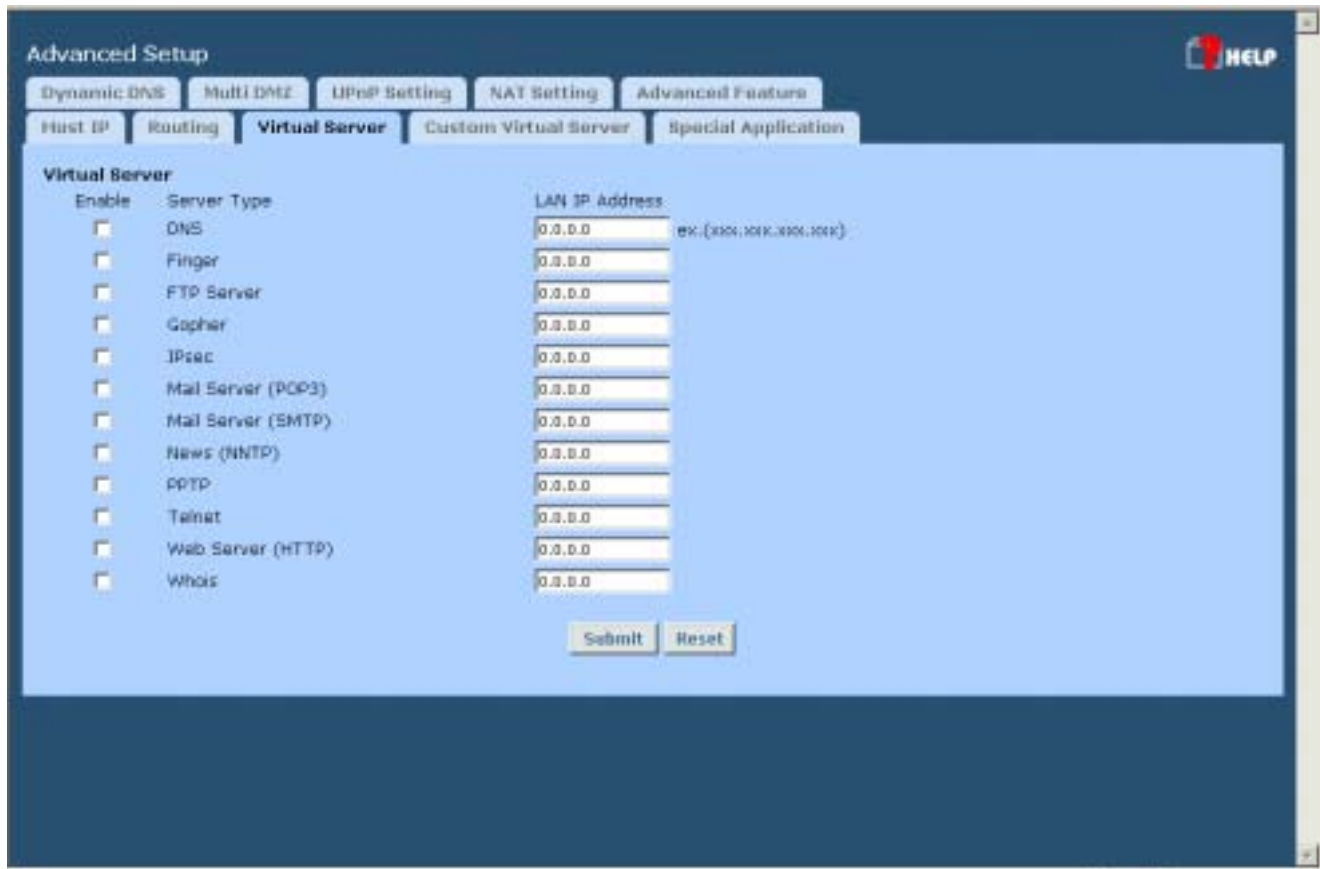 Advanced Setup
HELP
Dynamic DNS Multi DMZ UPnP Setting NAT Setting Advanced Feature
Host IP Routing Virtual Server Custom Virtual Server Special Application
Virtual Server
Enable Server Type LAN IP Address
DNS 0.0.0.0 ex.(xxx.xxx.xxx.xxx)
Finger 0.0.0.0
FTP Server 0.0.0.0
Gopher 0.0.0.0
IPsec 0.0.0.0
Mail Server (POP3) 0.0.0.0
Mail Server (SMTP) 0.0.0.0
News (NNTP) 0.0.0.0
PPTP 0.0.0.0
Telnet 0.0.0.0
Web Server (HTTP) 0.0.0.0
Whois 0.0.0.0
Submit Reset